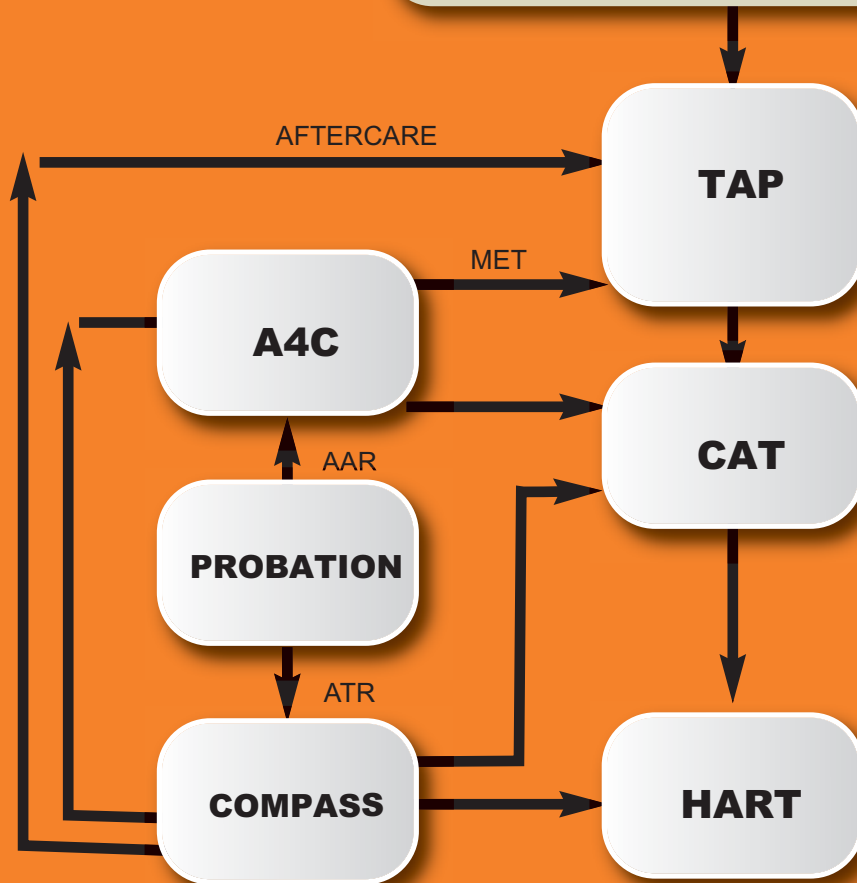 AFTERCARE
TAP
MET
A4C
CAT
AAR
PROBATION
ATR
COMPASS
HART